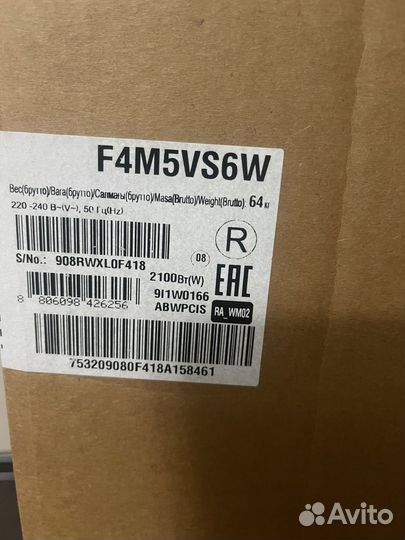 F4M5VS6W
Вес(брутто)/Вага(брутто)/Салмағы(брутто)/Masa(Brutto)/Weight(Brutto): 64 кг
220 -240 В~(V~), 50 Гц(Hz)
R
S/No.: 908RWXL0F418
08
2100Вт(W)
EAC
8 806098 426256
9I1W0166
ABWPCIS
RA_WM02
753209080F418A158461
Avito